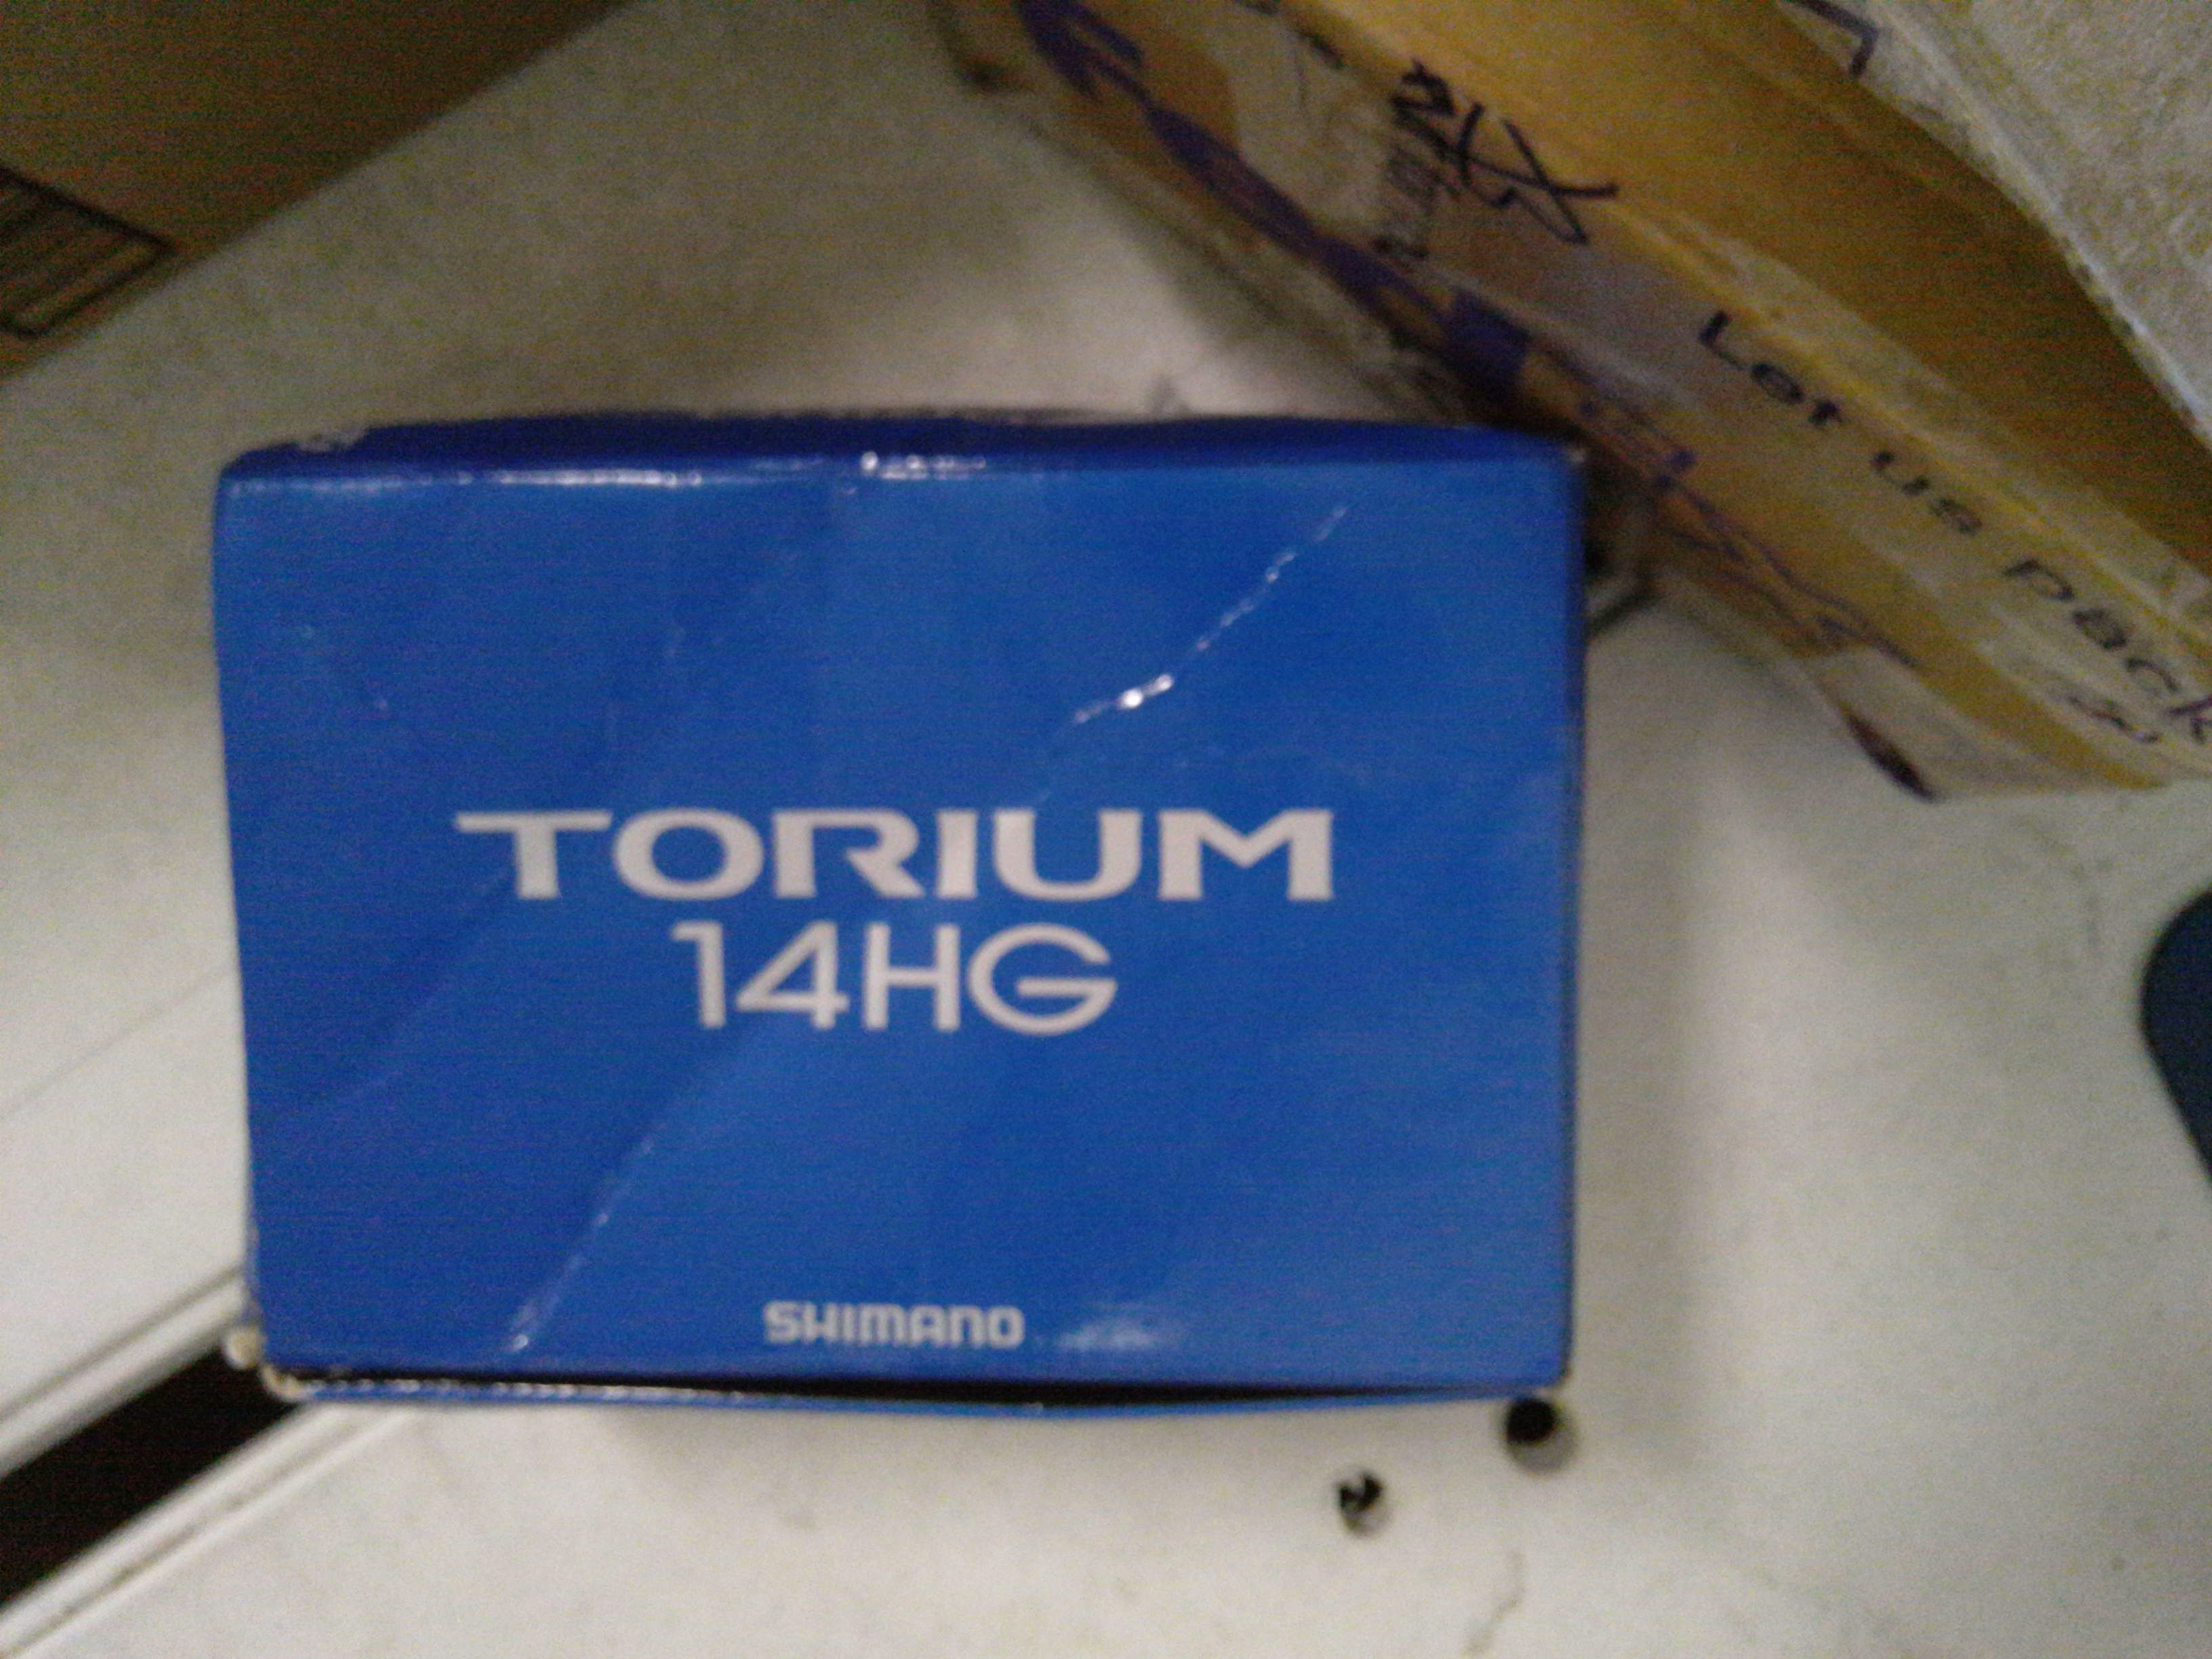 Let us pack
TORIUM
14HG
SHIMANO